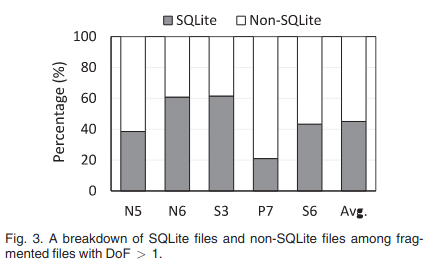 SQLite Non-SQLite
Percentage (%)
100
80
60
40
20
0
N5 N6 S3 P7 S6 Avg.
Fig. 3. A breakdown of SQLite files and non-SQLite files among frag-
mented files with DoF > 1.